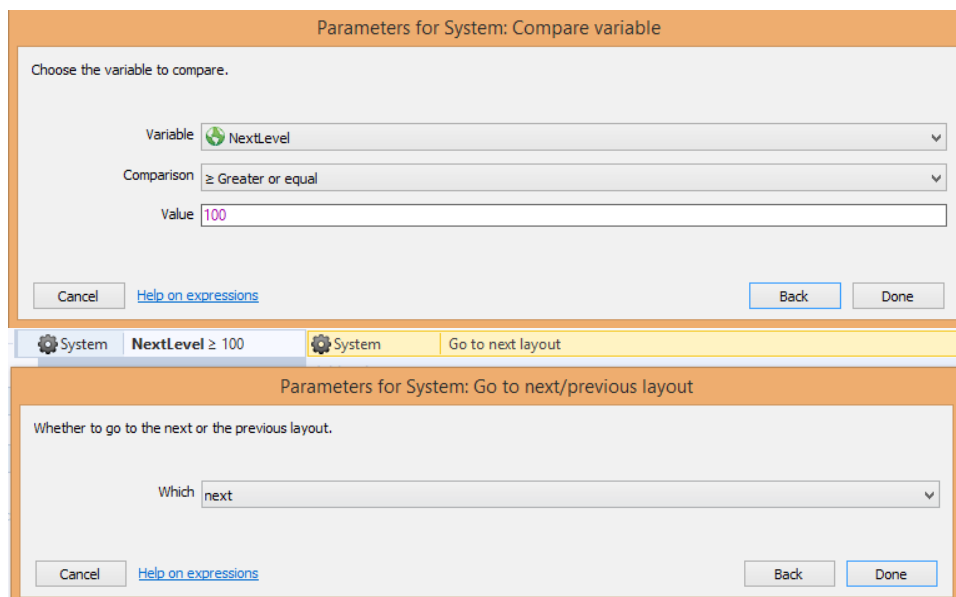 Parameters for System: Compare variable
Choose the variable to compare.
Variable NextLevel
Comparison ≥ Greater or equal
Value 100
Cancel Help on expressions Back Done
System NextLevel ≥ 100 System Go to next layout
Parameters for System: Go to next/previous layout
Whether to go to the next or the previous layout.
Which next
Cancel Help on expressions Back Done